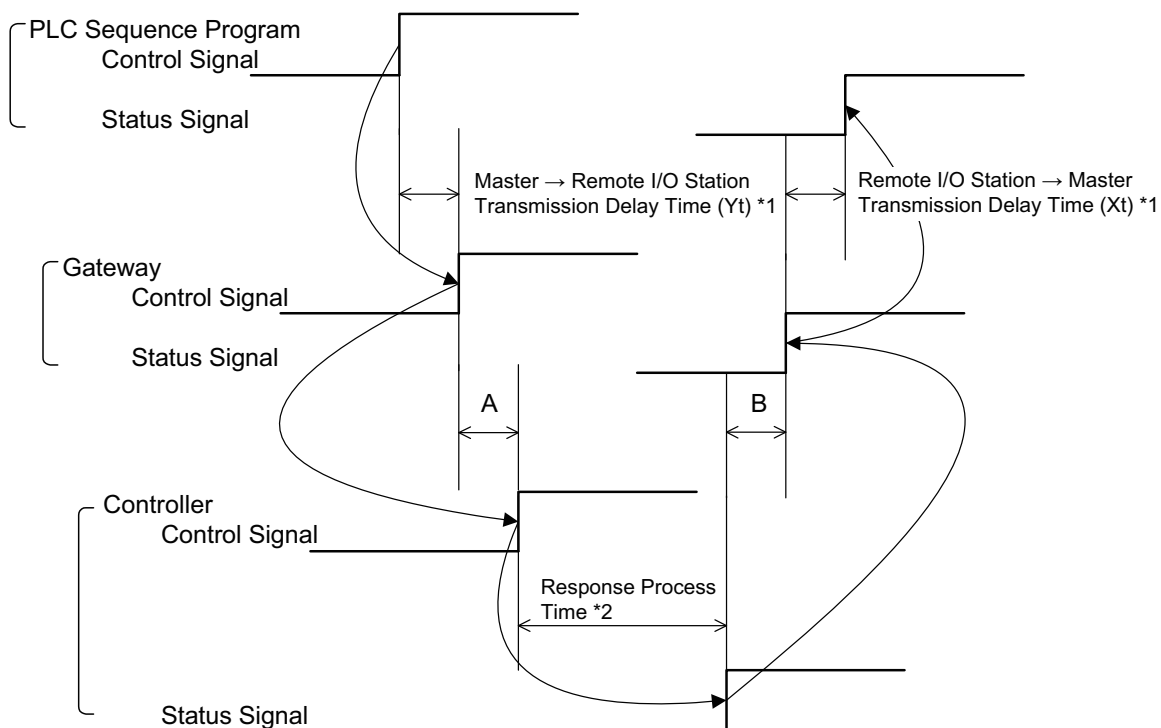 PLC Sequence Program
Control Signal
Status Signal
Master → Remote I/O Station
Transmission Delay Time (Yt) *1
Remote I/O Station → Master
Transmission Delay Time (Xt) *1
Gateway
Control Signal
Status Signal
A
B
Controller
Control Signal
Response Process
Time *2
Status Signal